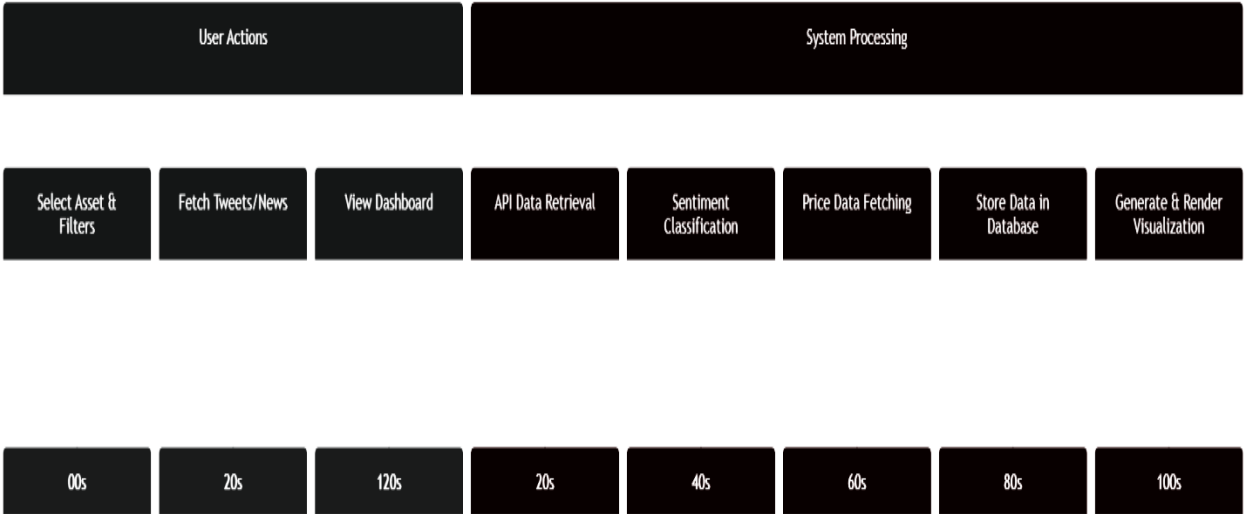 User Actions
System Processing
Select Asset &
Filters
Fetch Tweets/News
View Dashboard
API Data Retrieval
Sentiment
Classification
Price Data Fetching
Store Data in
Database
Generate & Render
Visualization
00s
20s
120s
20s
40s
60s
80s
100s